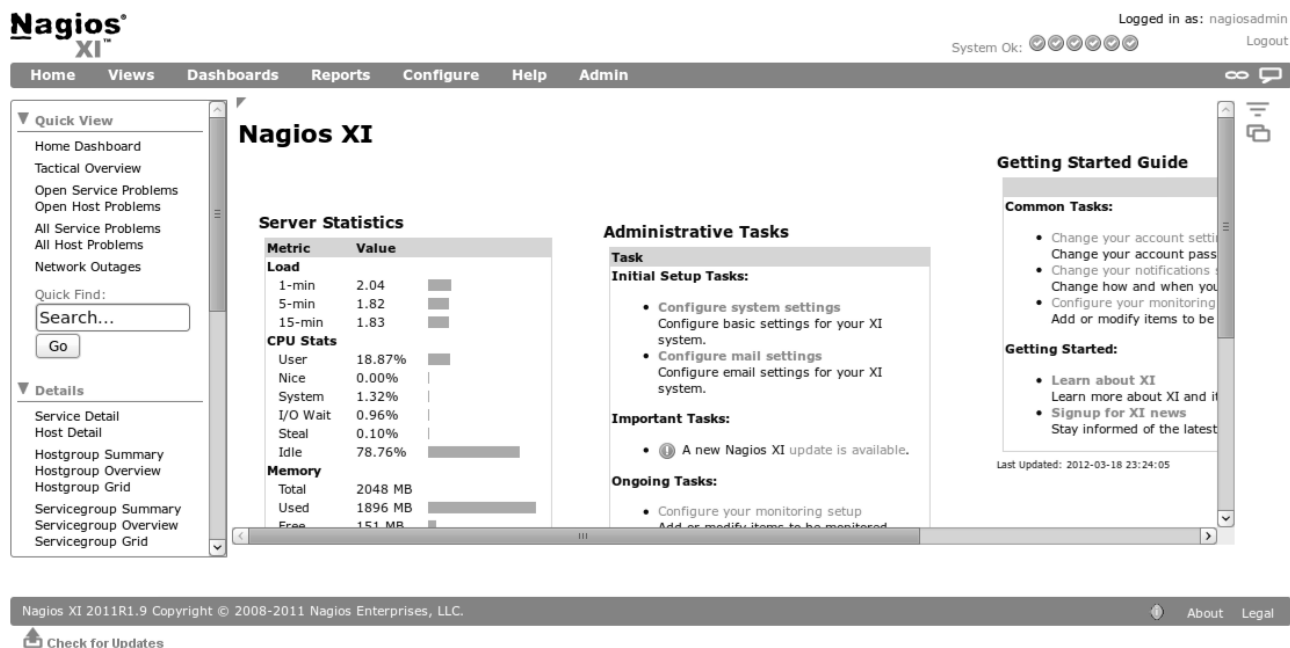 Nagios®
XI™
Logged in as: nagiosadmin
System Ok:
Logout
Home Views Dashboards Reports Configure Help Admin
Quick View
Home Dashboard
Tactical Overview
Open Service Problems
Open Host Problems
All Service Problems
All Host Problems
Network Outages
Quick Find:
Search...
Go
Details
Service Detail
Host Detail
Hostgroup Summary
Hostgroup Overview
Hostgroup Grid
Servicegroup Summary
Servicegroup Overview
Servicegroup Grid
Nagios XI
Server Statistics
Metric Value
Load
1-min 2.04
5-min 1.82
15-min 1.83
CPU Stats
User 18.87%
Nice 0.00%
System 1.32%
I/O Wait 0.96%
Steal 0.10%
Idle 78.76%
Memory
Total 2048 MB
Used 1896 MB
Free 151 MB
Administrative Tasks
Task
Initial Setup Tasks:
Configure system settings
Configure basic settings for your XI
system.
Configure mail settings
Configure email settings for your XI
system.
Important Tasks:
A new Nagios XI update is available.
Ongoing Tasks:
Configure your monitoring setup
Add or modify items to be monitored
Getting Started Guide
Common Tasks:
Change your account
Change your account
Change your notifications
Change how and when
Configure your monitoring
Add or modify items to be
Getting Started:
Learn about XI
Learn more about XI and
Signup for XI news
Stay informed of the latest
Last Updated: 2012-03-18 23:24:05
Nagios XI 2011R1.9 Copyright © 2008-2011 Nagios Enterprises, LLC.
About Legal
Check for Updates